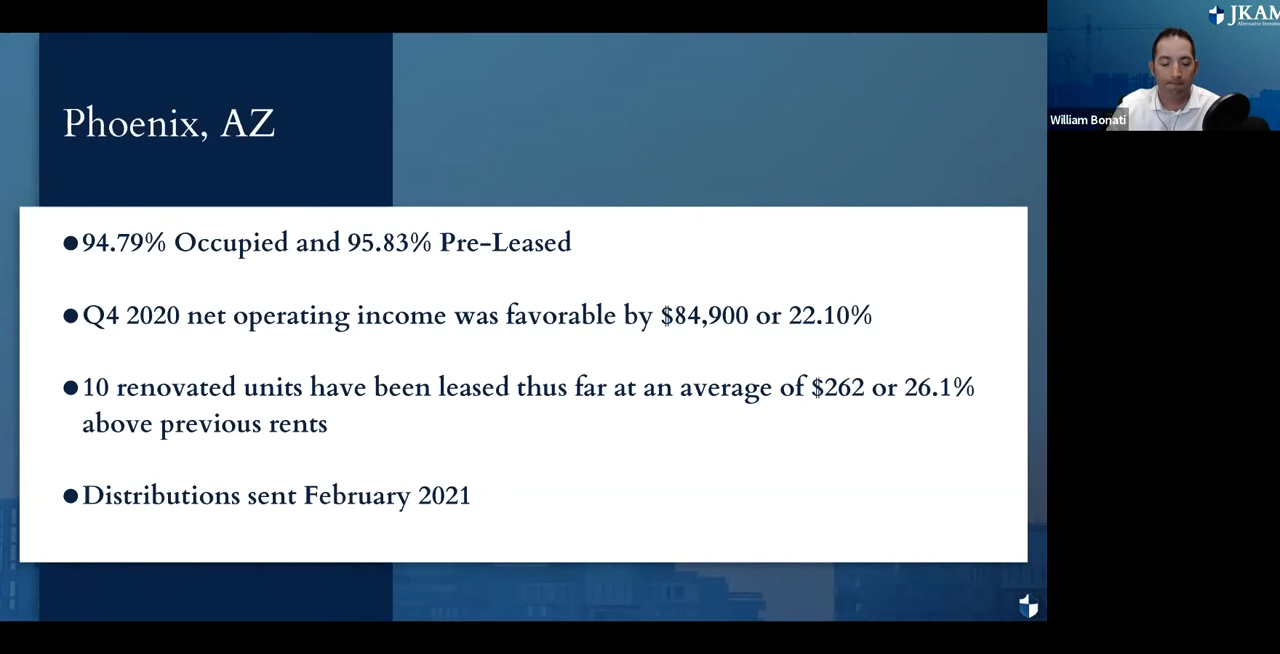 JKAM
Alternative Investm
William Bonati
Phoenix, AZ
●94.79% Occupied and 95.83% Pre-Leased
●Q4 2020 net operating income was favorable by $84,900 or 22.10%
●10 renovated units have been leased thus far at an average of $262 or 26.1%
above previous rents
●Distributions sent February 2021